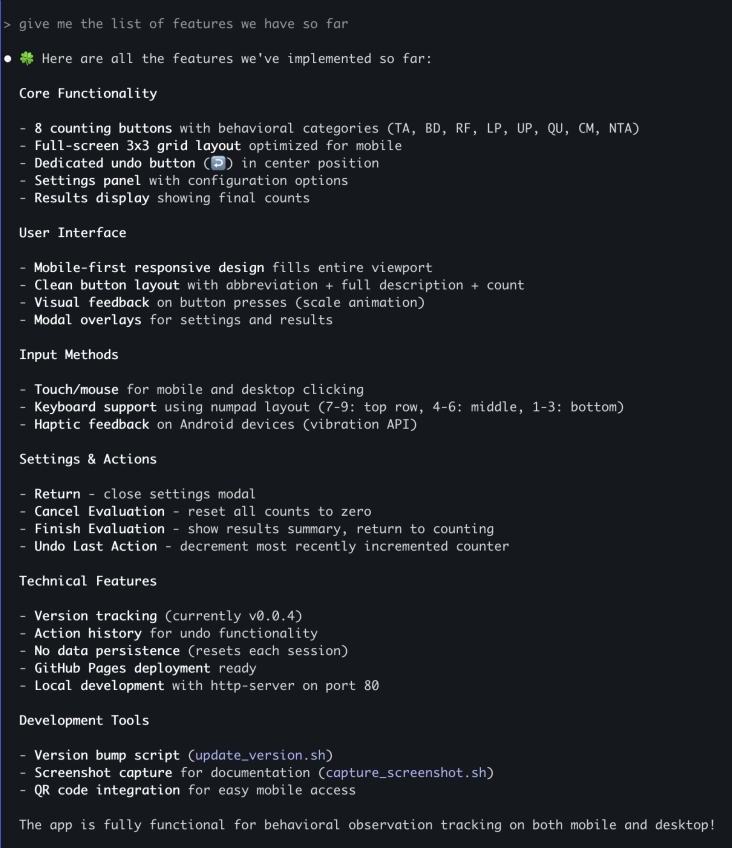 > give me the list of features we have so far
● 🍀 Here are all the features we've implemented so far:
Core Functionality
- 8 counting buttons with behavioral categories (TA, BD, RF, LP, UP, QU, CM, NTA)
- Full-screen 3x3 grid layout optimized for mobile
- Dedicated undo button (↩️) in center position
- Settings panel with configuration options
- Results display showing final counts
User Interface
- Mobile-first responsive design fills entire viewport
- Clean button layout with abbreviation + full description + count
- Visual feedback on button presses (scale animation)
- Modal overlays for settings and results
Input Methods
- Touch/mouse for mobile and desktop clicking
- Keyboard support using numpad layout (7-9: top row, 4-6: middle, 1-3: bottom)
- Haptic feedback on Android devices (vibration API)
Settings & Actions
- Return - close settings modal
- Cancel Evaluation - reset all counts to zero
- Finish Evaluation - show results summary, return to counting
- Undo Last Action - decrement most recently incremented counter
Technical Features
- Version tracking (currently v0.0.4)
- Action history for undo functionality
- No data persistence (resets each session)
- GitHub Pages deployment ready
- Local development with http-server on port 80
Development Tools
- Version bump script (update_version.sh)
- Screenshot capture for documentation (capture_screenshot.sh)
- QR code integration for easy mobile access
The app is fully functional for behavioral observation tracking on both mobile and desktop!